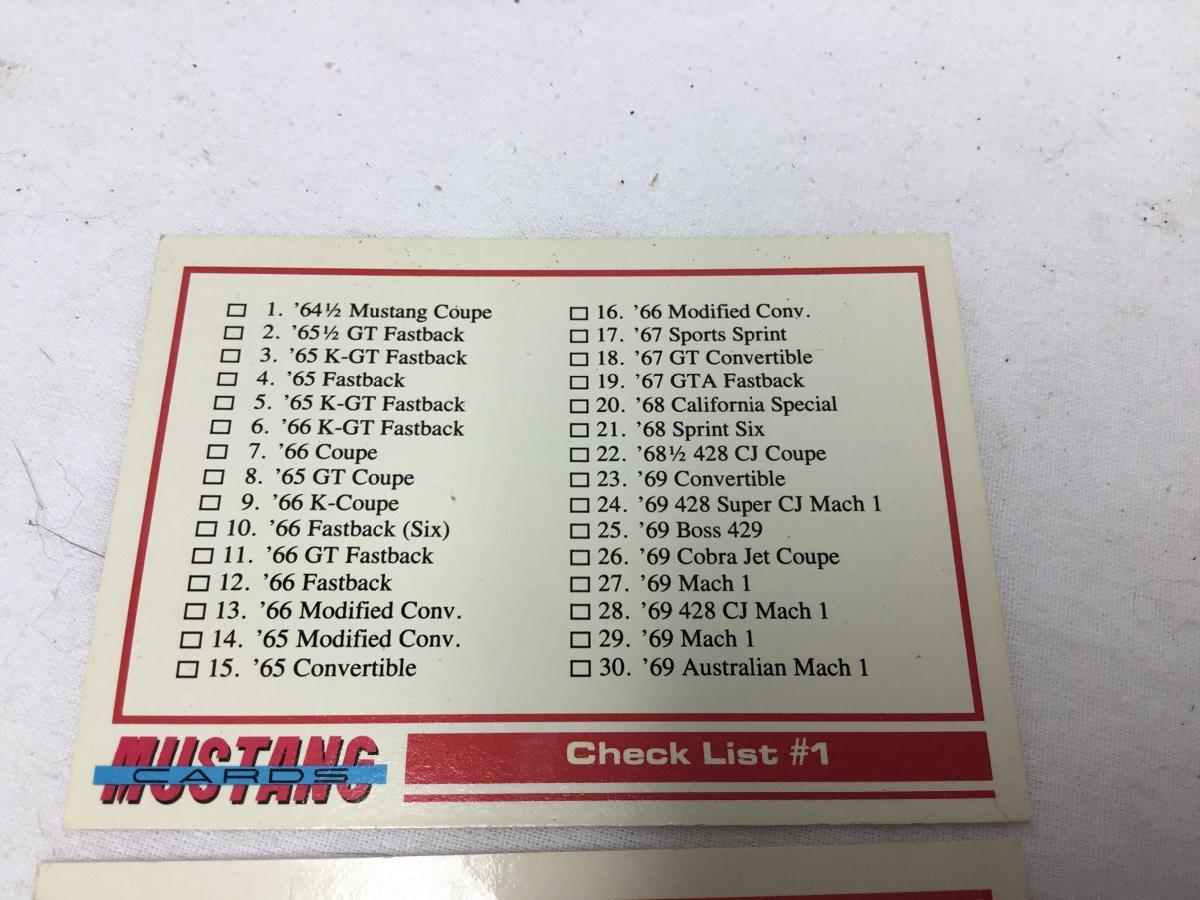 1. '64½ Mustang Coupe
2. '65½ GT Fastback
3. '65 K-GT Fastback
4. '65 Fastback
5. '65 K-GT Fastback
6. '66 K-GT Fastback
7. '66 Coupe
8. '65 GT Coupe
9. '66 K-Coupe
10. '66 Fastback (Six)
11. '66 GT Fastback
12. '66 Fastback
13. '66 Modified Conv.
14. '65 Modified Conv.
15. '65 Convertible
16. '66 Modified Conv.
17. '67 Sports Sprint
18. '67 GT Convertible
19. '67 GTA Fastback
20. '68 California Special
21. '68 Sprint Six
22. '68½ 428 CJ Coupe
23. '69 Convertible
24. '69 428 Super CJ Mach 1
25. '69 Boss 429
26. '69 Cobra Jet Coupe
27. '69 Mach 1
28. '69 428 CJ Mach 1
29. '69 Mach 1
30. '69 Australian Mach 1
MUSTANG
CARDS
Check List #1